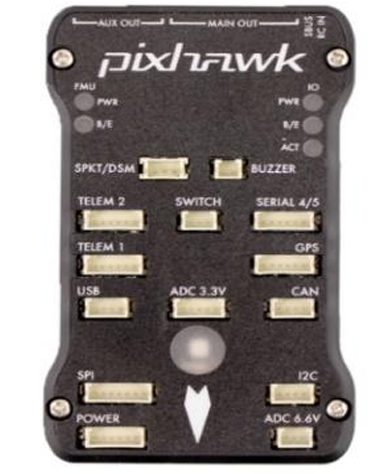 AUX OUT MAIN OUT SBUS
RC IN
pixhawk
FMU IO
PWR PWR
B/E B/E
ACT
SPKT/DSM BUZZER
TELEM 2 SWITCH SERIAL 4/5
TELEM 1 GPS
USB ADC 3.3V CAN
SPI I2C
POWER ADC 6.6V